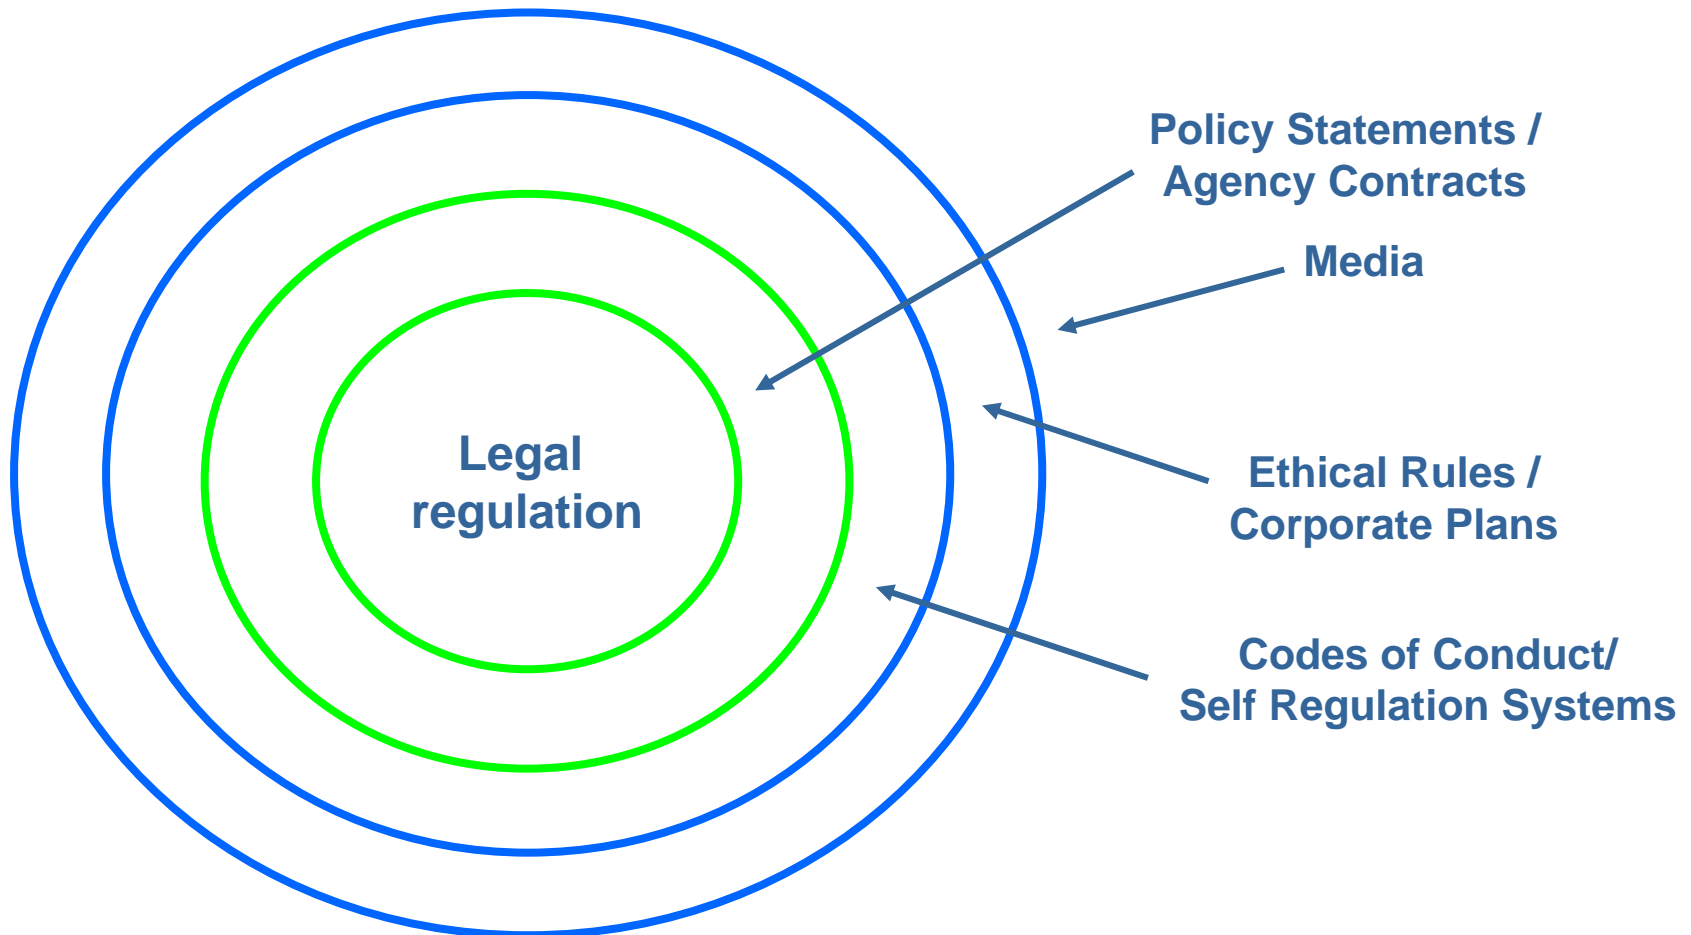 Policy Statements /
Agency Contracts
Media
Legal
regulation
Ethical Rules /
Corporate Plans
Codes of Conduct/
Self Regulation Systems